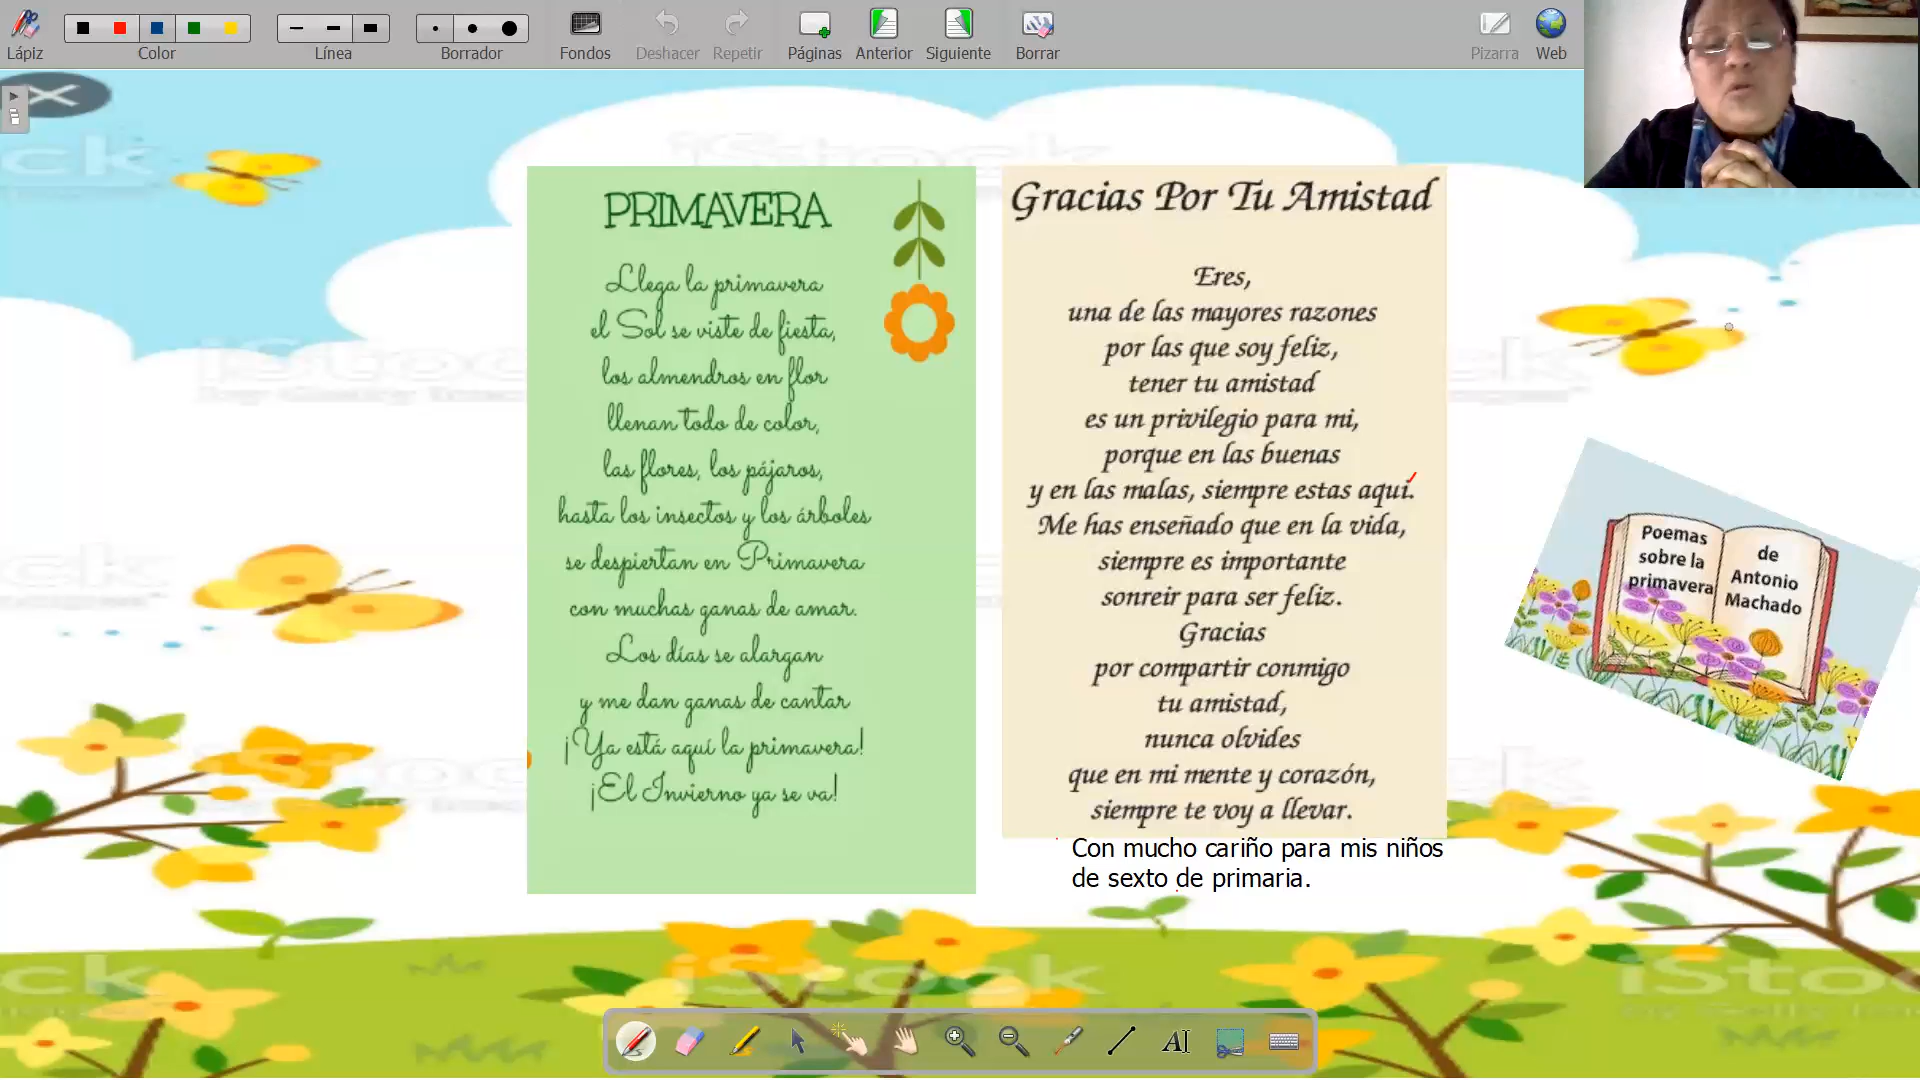 Lápiz
Color
Línea
Borrador
Fondos
Deshacer
Repetir
Páginas
Anterior
Siguiente
Borrar
Pizarra
Web
PRIMAVERA
Llega la primavera
el Sol se viste de fiesta,
los almendros en flor
llenan todo de color,
las flores, los pájaros,
hasta los insectos y los árboles
se despiertan en Primavera
con muchas ganas de amar.
Los días se alargan
y me dan ganas de cantar
¡Ya está aquí la primavera!
¡El Invierno ya se va!
Gracias Por Tu Amistad
Eres,
una de las mayores razones
por las que soy feliz,
tener tu amistad
es un privilegio para mi,
porque en las buenas
y en las malas, siempre estas aquí.
Me has enseñado que en la vida,
siempre es importante
sonreir para ser feliz.
Gracias
por compartir conmigo
tu amistad,
nunca olvides
que en mi mente y corazón,
siempre te voy a llevar.
Con mucho cariño para mis niños
de sexto de primaria.
Poemas
sobre la
primavera
de
Antonio
Machado
iStock
iStock